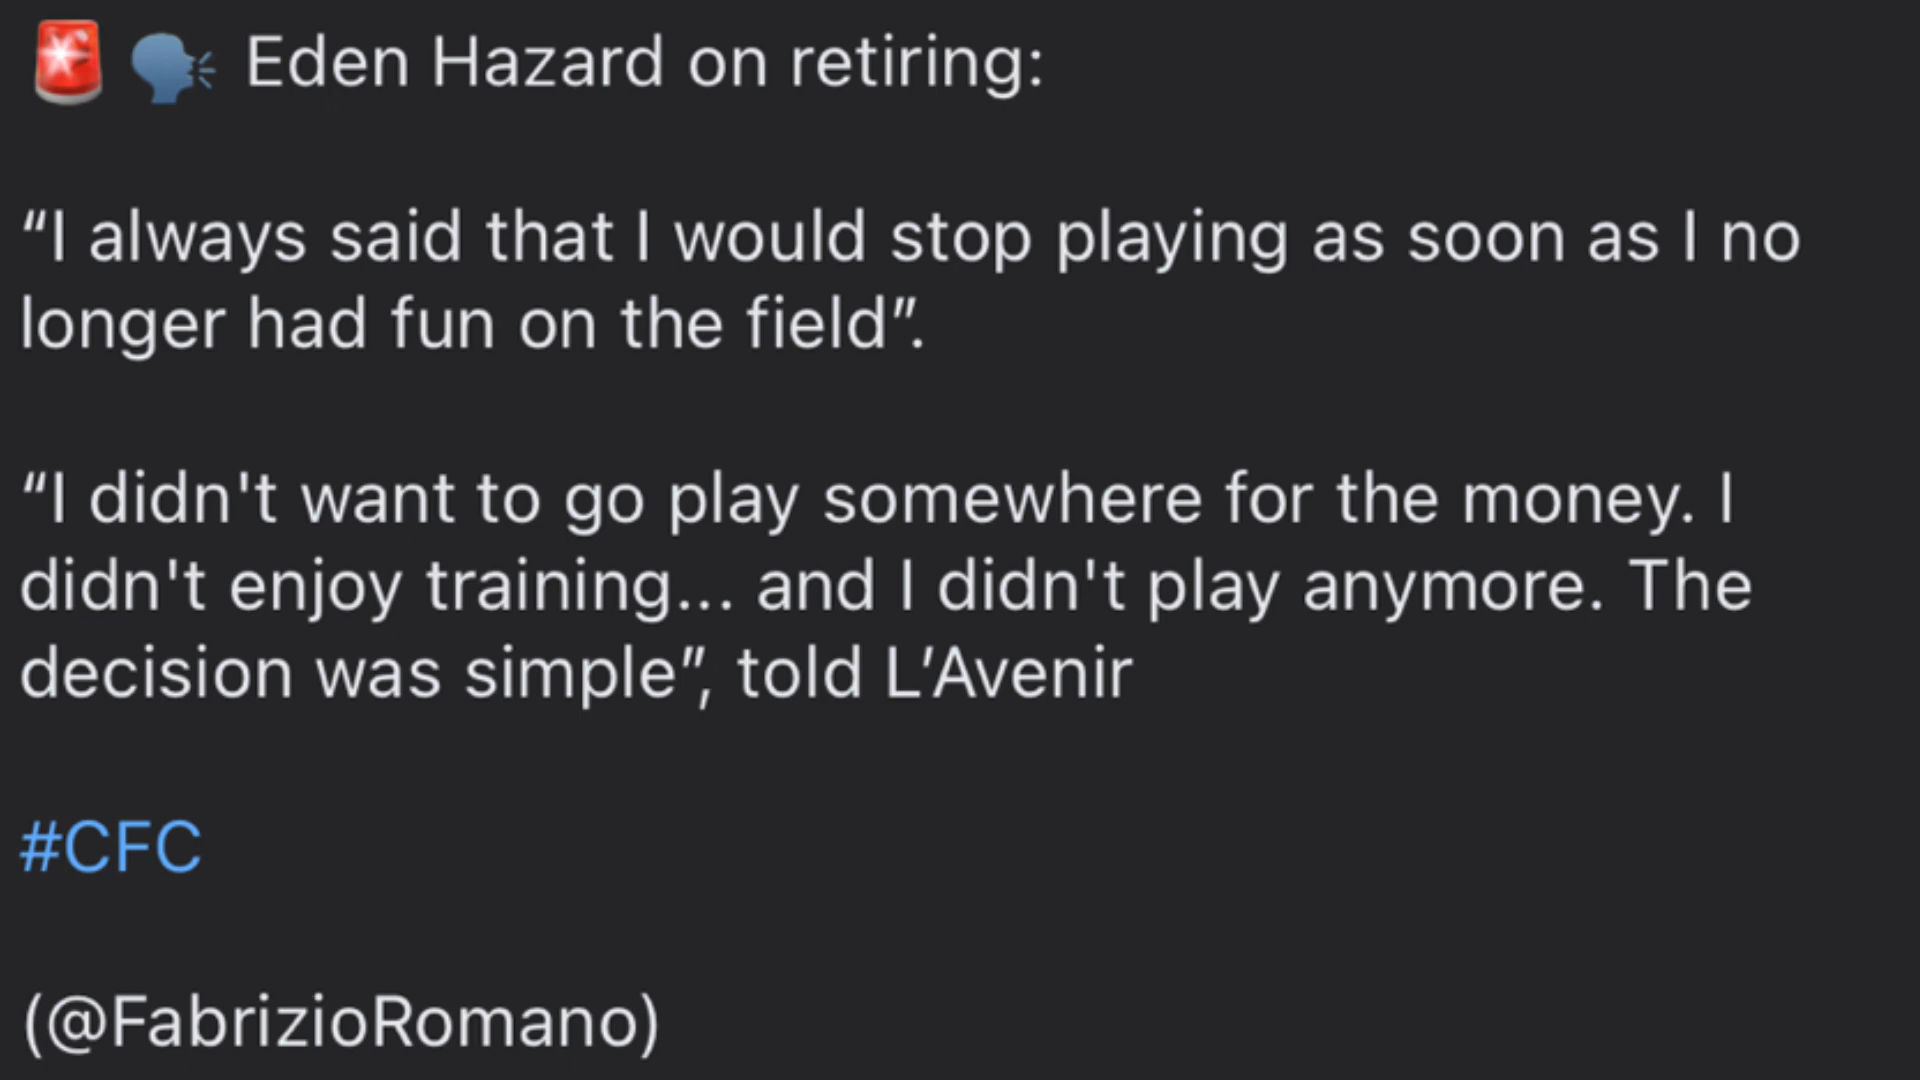 🚨🗣️ Eden Hazard on retiring:
“I always said that I would stop playing as soon as I no
longer had fun on the field”.
“I didn't want to go play somewhere for the money. I
didn't enjoy training... and I didn't play anymore. The
decision was simple”, told L’Avenir
#CFC
(@FabrizioRomano)